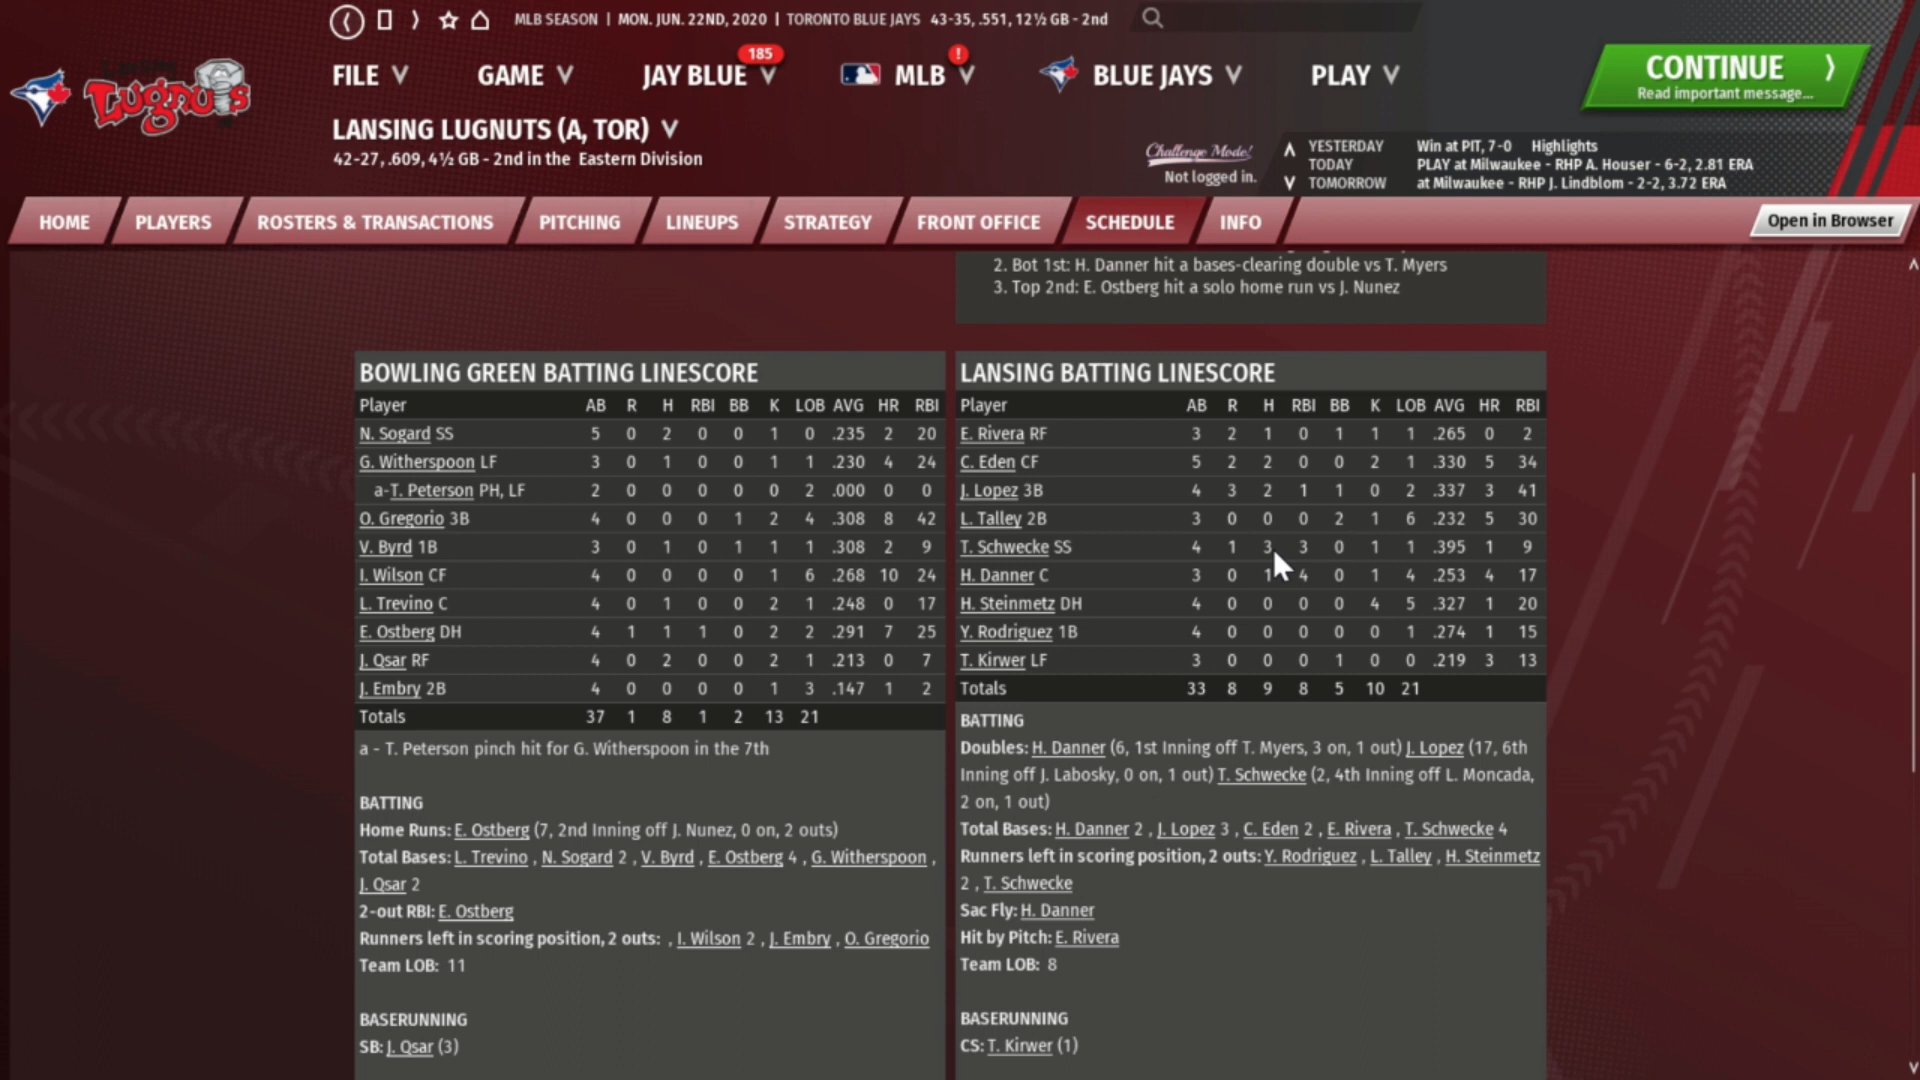 MLB SEASON | MON. JUN. 22ND, 2020 | TORONTO BLUE JAYS 43-35, .551, 12½ GB - 2nd
185 !
FILE GAME JAY BLUE MLB BLUE JAYS PLAY
CONTINUE
Read important message...
Lugnuts
LANSING LUGNUTS (A, TOR)
42-27, .609, 4½ GB - 2nd in the Eastern Division
Challenge Mode!
Not logged in.
YESTERDAY Win at PIT, 7-0 Highlights
TODAY PLAY at Milwaukee - RHP A. Houser - 6-2, 2.81 ERA
TOMORROW at Milwaukee - RHP J. Lindblom - 2-2, 3.72 ERA
HOME PLAYERS ROSTERS & TRANSACTIONS PITCHING LINEUPS STRATEGY FRONT OFFICE SCHEDULE INFO Open in Browser
2. Bot 1st: H. Danner hit a bases-clearing double vs T. Myers
3. Top 2nd: E. Ostberg hit a solo home run vs J. Nunez
BOWLING GREEN BATTING LINESCORE
Player AB R H RBI BB K LOB AVG HR RBI
N. Sogard SS 5 0 2 0 0 1 0 .235 2 20
G. Witherspoon LF 3 0 1 0 0 1 1 .230 4 24
a-T. Peterson PH, LF 2 0 0 0 0 0 2 .000 0 0
O. Gregorio 3B 4 0 0 0 1 2 4 .308 8 42
V. Byrd 1B 3 0 1 0 1 1 1 .308 2 9
I. Wilson CF 4 0 0 0 0 1 6 .268 10 24
L. Trevino C 4 0 1 0 0 2 1 .248 0 17
E. Ostberg DH 4 1 1 1 0 2 2 .291 7 25
J. Qsar RF 4 0 2 0 0 2 1 .213 0 7
J. Embry 2B 4 0 0 0 0 1 3 .147 1 2
Totals 37 1 8 1 2 13 21
a - T. Peterson pinch hit for G. Witherspoon in the 7th
BATTING
Home Runs: E. Ostberg (7, 2nd Inning off J. Nunez, 0 on, 2 outs)
Total Bases: L. Trevino , N. Sogard 2 , V. Byrd , E. Ostberg 4 , G. Witherspoon ,
J. Qsar 2
2-out RBI: E. Ostberg
Runners left in scoring position, 2 outs: , I. Wilson 2 , J. Embry , O. Gregorio
Team LOB: 11
BASERUNNING
SB: J. Qsar (3)
LANSING BATTING LINESCORE
Player AB R H RBI BB K LOB AVG HR RBI
E. Rivera RF 3 2 1 0 1 1 1 .265 0 2
C. Eden CF 5 2 2 0 0 2 1 .330 5 34
J. Lopez 3B 4 3 2 1 1 0 2 .337 3 41
L. Talley 2B 3 0 0 0 2 1 6 .232 5 30
T. Schwecke SS 4 1 3 3 0 1 1 .395 1 9
H. Danner C 3 0 1 4 0 1 4 .253 4 17
H. Steinmetz DH 4 0 0 0 0 4 5 .327 1 20
Y. Rodriguez 1B 4 0 0 0 0 0 1 .274 1 15
T. Kirwer LF 3 0 0 0 1 0 0 .219 3 13
Totals 33 8 9 8 5 10 21
BATTING
Doubles: H. Danner (6, 1st Inning off T. Myers, 3 on, 1 out) J. Lopez (17, 6th
Inning off J. Labosky, 0 on, 1 out) T. Schwecke (2, 4th Inning off L. Moncada,
2 on, 1 out)
Total Bases: H. Danner 2 , J. Lopez 3 , C. Eden 2 , E. Rivera , T. Schwecke 4
Runners left in scoring position, 2 outs: Y. Rodriguez , L. Talley , H. Steinmetz
2 , T. Schwecke
Sac Fly: H. Danner
Hit by Pitch: E. Rivera
Team LOB: 8
BASERUNNING
CS: T. Kirwer (1)